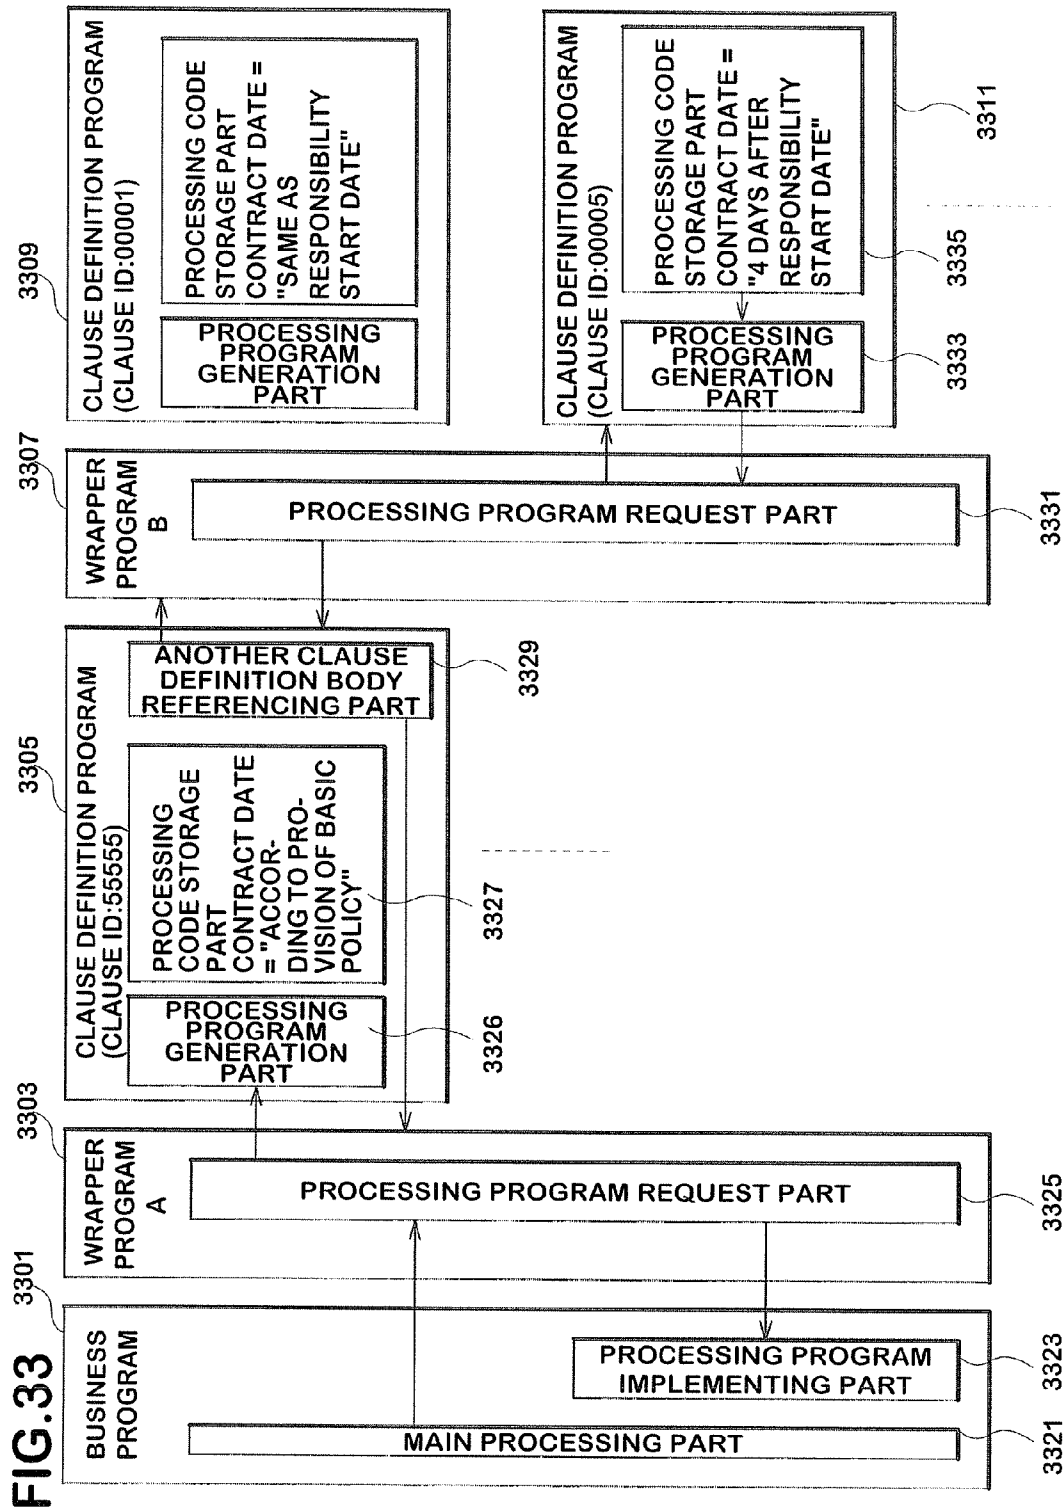 FIG.33
3301
BUSINESS
PROGRAM
MAIN PROCESSING PART
3321
PROCESSING PROGRAM
IMPLEMENTING PART
3323
3303
WRAPPER
PROGRAM
A
PROCESSING PROGRAM REQUEST PART
3325
3305
CLAUSE DEFINITION PROGRAM
(CLAUSE ID:55555)
PROCESSING
PROGRAM
GENERATION
PART
3326
PROCESSING
CODE STORAGE
PART
CONTRACT DATE
= "ACCOR-
DING TO PRO-
VISION OF BASIC
POLICY"
3327
ANOTHER CLAUSE
DEFINITION BODY
REFERENCING PART
3329
3307
WRAPPER
PROGRAM
B
PROCESSING PROGRAM REQUEST PART
3331
3309
CLAUSE DEFINITION PROGRAM
(CLAUSE ID:00001)
PROCESSING
PROGRAM
GENERATION
PART
PROCESSING CODE
STORAGE PART
CONTRACT DATE =
"SAME AS
RESPONSIBILITY
START DATE"
CLAUSE DEFINITION PROGRAM
(CLAUSE ID:00005)
PROCESSING
PROGRAM
GENERATION
PART
3333
PROCESSING CODE
STORAGE PART
CONTRACT DATE =
"4 DAYS AFTER
RESPONSIBILITY
START DATE"
3335
3311